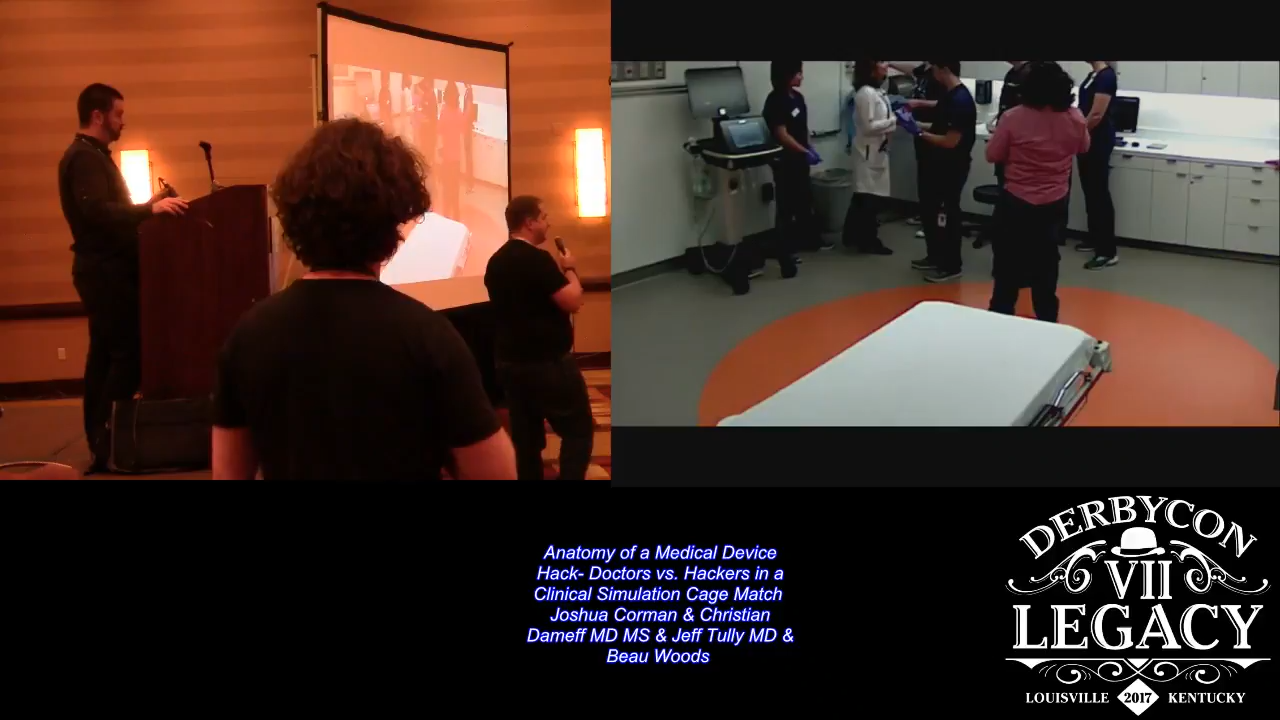 Anatomy of a Medical Device
Hack- Doctors vs. Hackers in a
Clinical Simulation Cage Match
Joshua Corman & Christian
Dameff MD MS & Jeff Tully MD &
Beau Woods
DERBYCON
VII
LEGACY
LOUISVILLE 2017 KENTUCKY